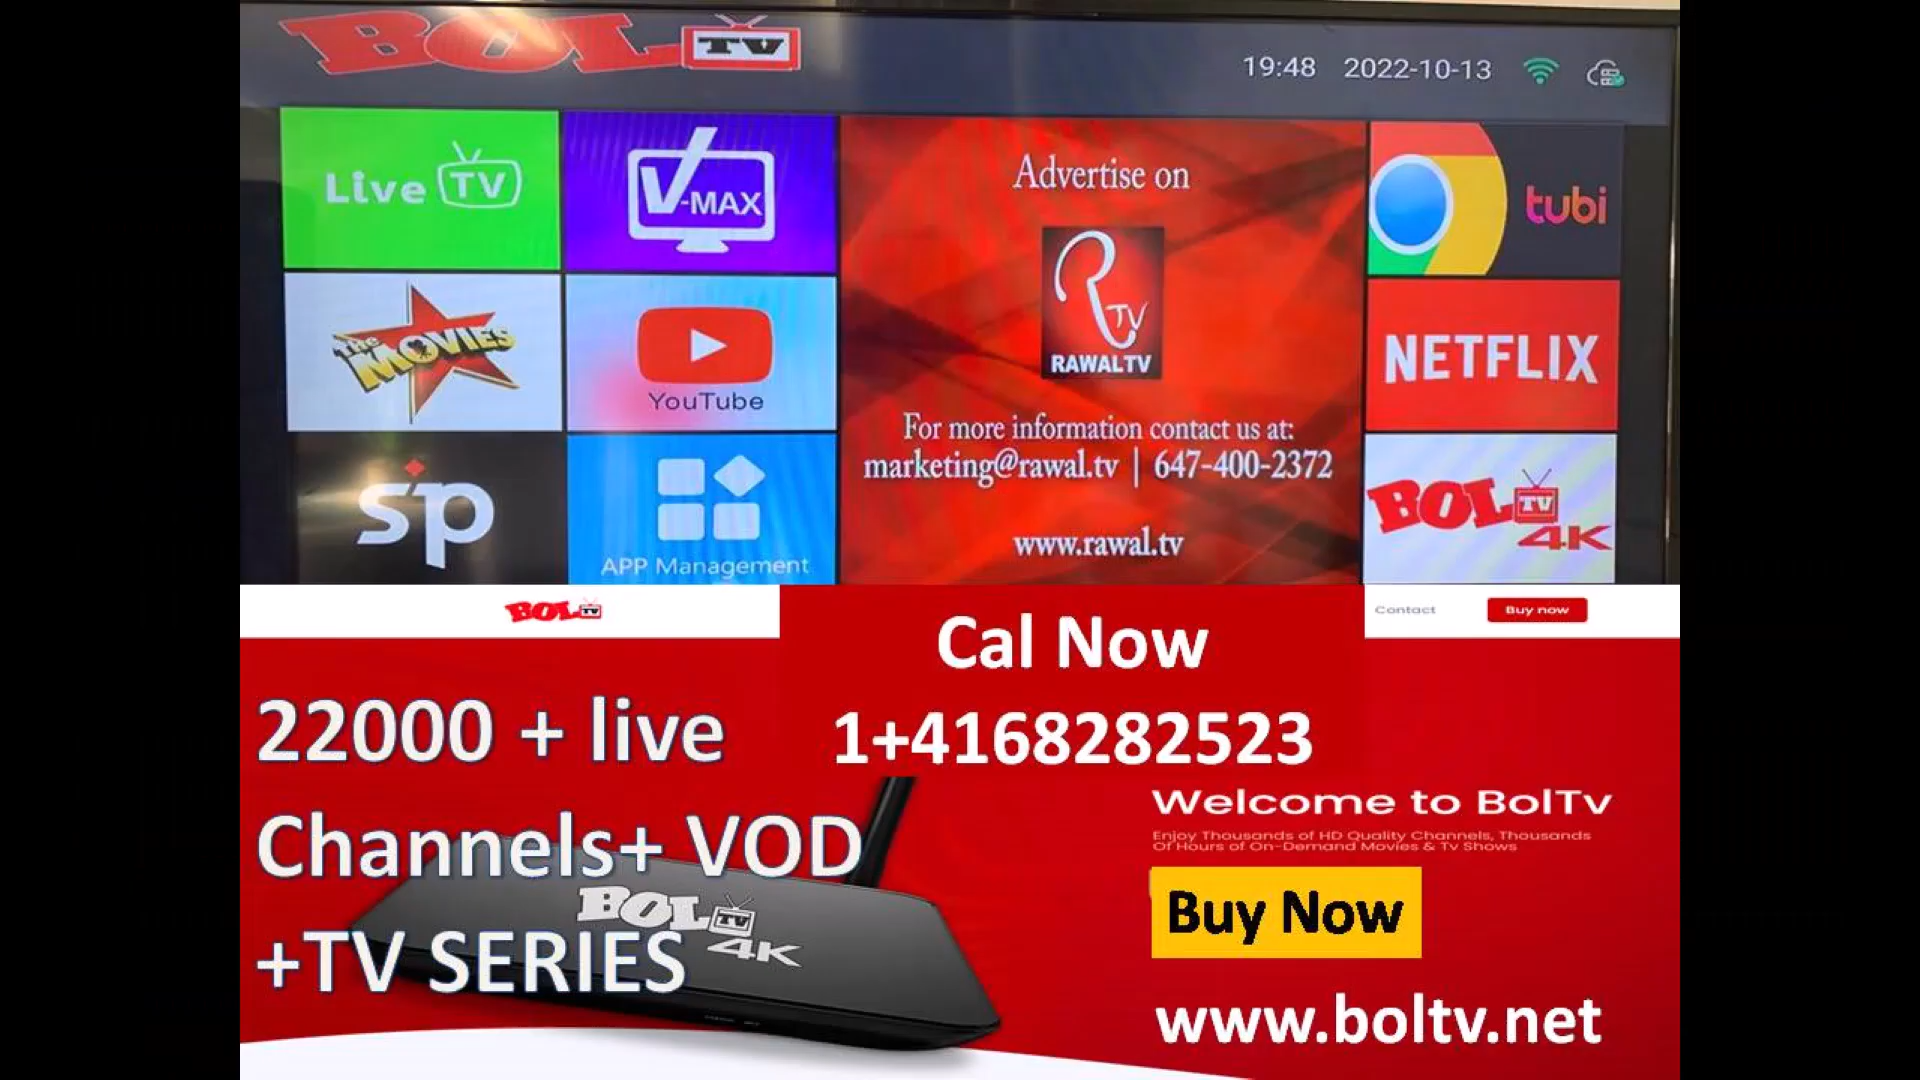 BOL TV
19:48 2022-10-13
Live TV
V-MAX
Advertise on
tubi
RTV
RAWALTV
THE MOVIES
YouTube
NETFLIX
For more information contact us at:
marketing@rawal.tv | 647-400-2372
www.rawal.tv
sip
APP Management
BOL TV 4K
BOL TV
Contact
Buy now
Cal Now
1+4168282523
22000 + live
Channels+ VOD
+TV SERIES
BOL TV 4K
Welcome to BolTv
Enjoy Thousands of HD Quality Channels, Thousands
Of Hours of On-Demand Movies & Tv Shows
Buy Now
www.boltv.net